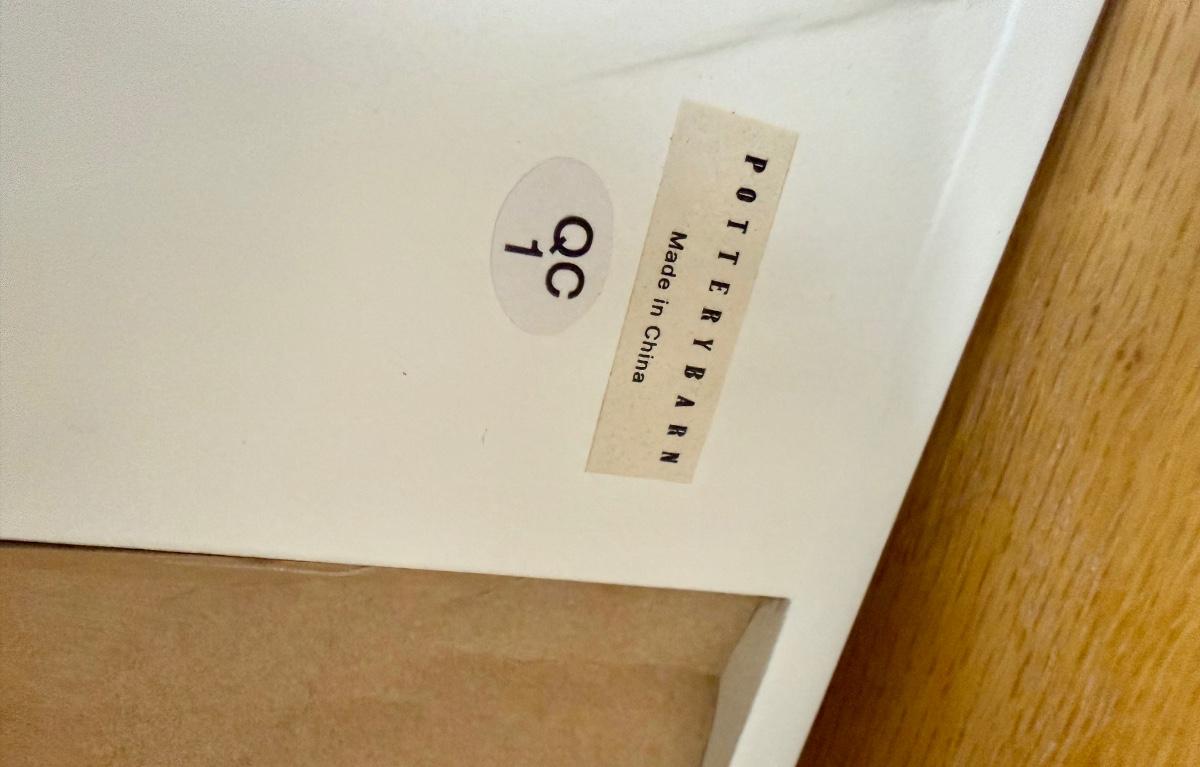 POTTERYBARN
Made in China
QC
1